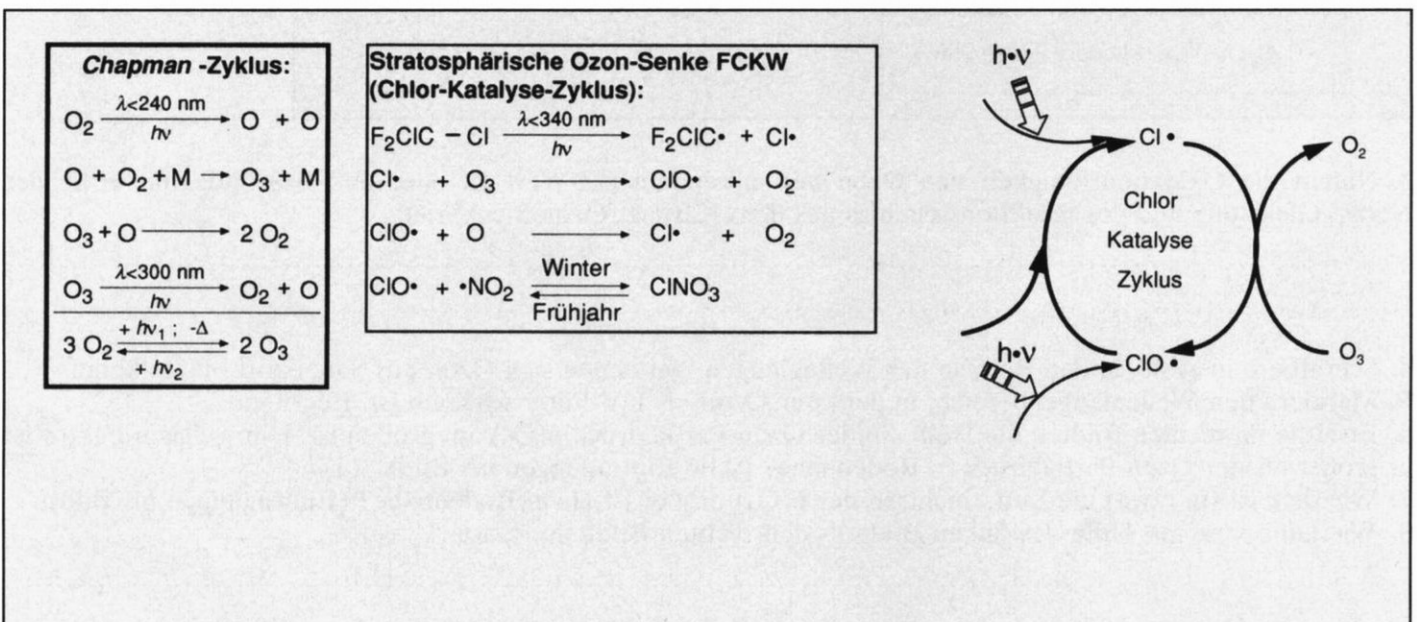 Chapman -Zyklus:
O₂ λ<240 nm hν → O + O
O + O₂ + M → O₃ + M
O₃ + O → 2 O₂
O₃ λ<300 nm hν → O₂ + O
3 O₂ + hν₁ ; -Δ ⇌ + hν₂ 2 O₃
Stratosphärische Ozon-Senke FCKW
(Chlor-Katalyse-Zyklus):
F₂ClC – Cl λ<340 nm hν → F₂ClC• + Cl•
Cl• + O₃ → ClO• + O₂
ClO• + O → Cl• + O₂
ClO• + •NO₂ Winter ⇌ Frühjahr ClNO₃
h•ν
Cl •
O₂
Chlor
Katalyse
Zyklus
h•ν
ClO •
O₃